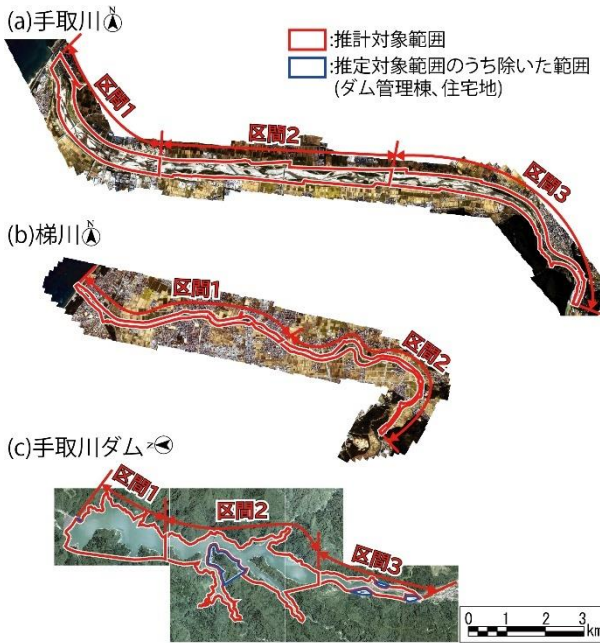 (a)手取川 N
:推計対象範囲
:推定対象範囲のうち除いた範囲
(ダム管理棟、住宅地)
区間1
区間2
区間3
(b)梯川 N
区間1
区間2
(c)手取川ダム N
区間1
区間2
区間3
0 1 2 3
km